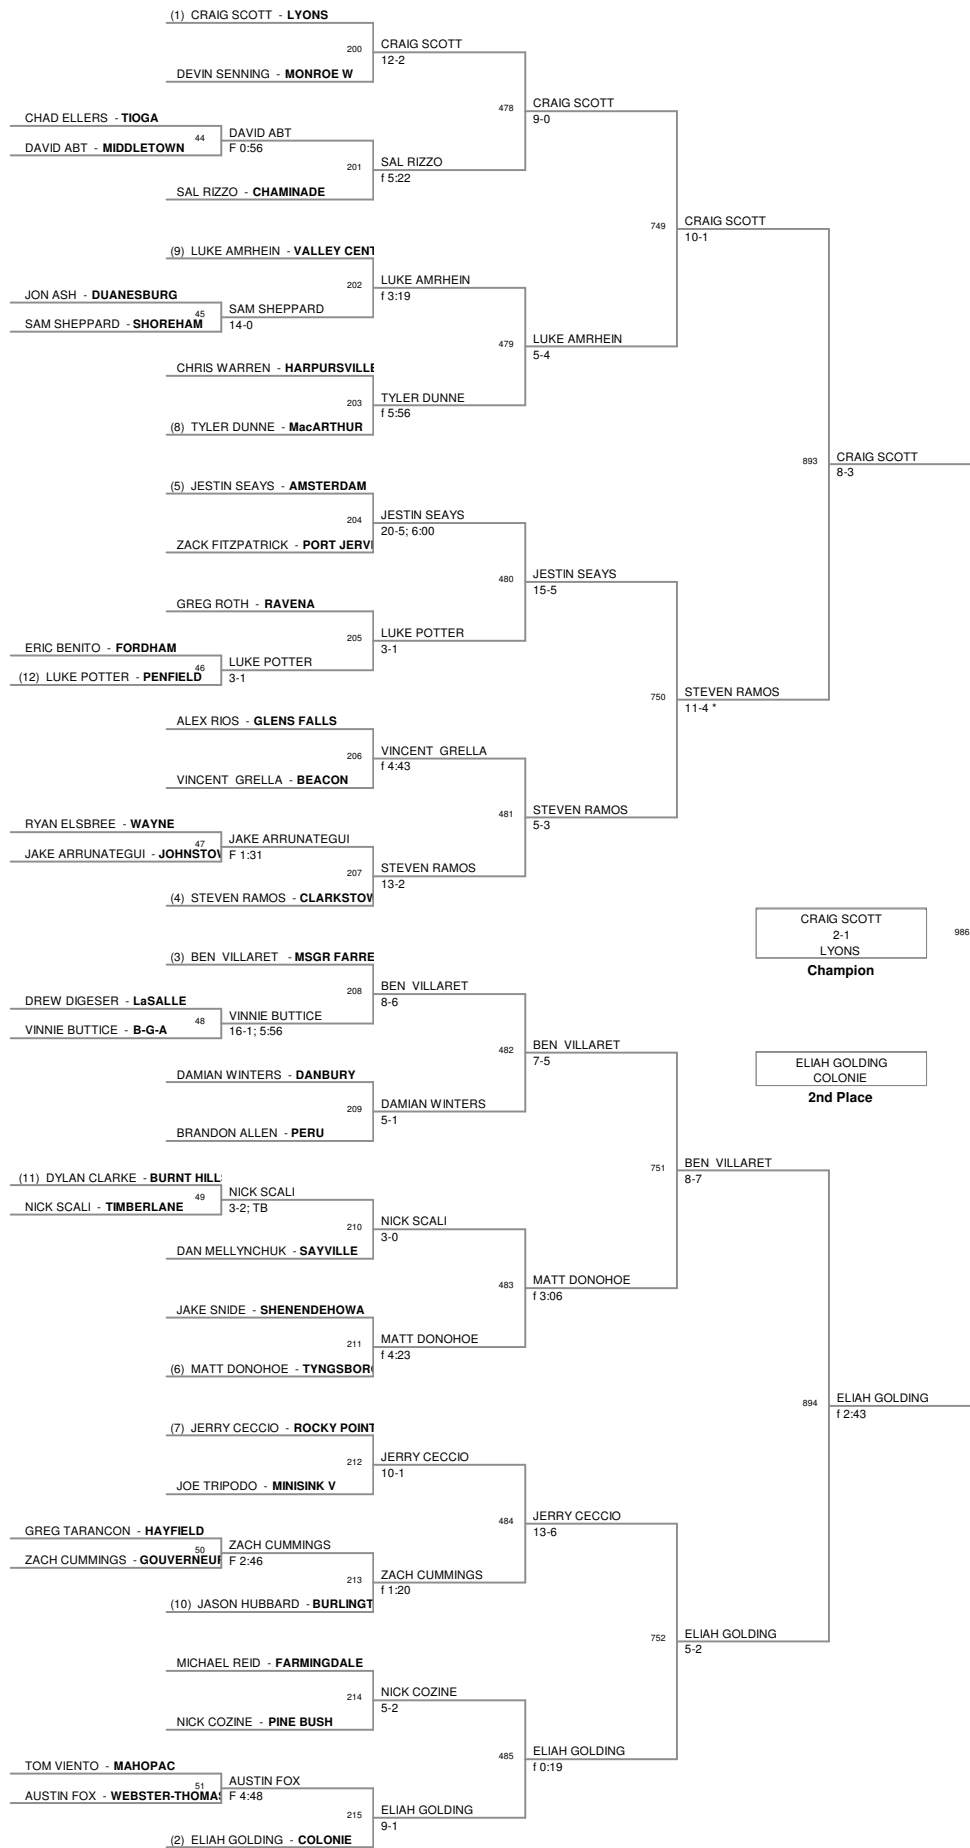 (1) CRAIG SCOTT - LYONS
200
CRAIG SCOTT
12-2
DEVIN SENNING - MONROE W
478
CRAIG SCOTT
9-0
CHAD ELLERS - TIOGA
44
DAVID ABT
F 0:56
DAVID ABT - MIDDLETOWN
201
SAL RIZZO
f 5:22
SAL RIZZO - CHAMINADE
749
CRAIG SCOTT
10-1
(9) LUKE AMRHEIN - VALLEY CENT
202
LUKE AMRHEIN
f 3:19
JON ASH - DUANESBURG
45
SAM SHEPPARD
14-0
SAM SHEPPARD - SHOREHAM
479
LUKE AMRHEIN
5-4
CHRIS WARREN - HARPURSVILLE
203
TYLER DUNNE
f 5:56
(8) TYLER DUNNE - MacARTHUR
893
CRAIG SCOTT
8-3
(5) JESTIN SEAYS - AMSTERDAM
204
JESTIN SEAYS
20-5; 6:00
ZACK FITZPATRICK - PORT JERVI
480
JESTIN SEAYS
15-5
GREG ROTH - RAVENA
205
LUKE POTTER
3-1
ERIC BENITO - FORDHAM
46
LUKE POTTER
3-1
(12) LUKE POTTER - PENFIELD
750
STEVEN RAMOS
11-4 *
ALEX RIOS - GLENS FALLS
206
VINCENT GRELLA
f 4:43
VINCENT GRELLA - BEACON
481
STEVEN RAMOS
5-3
RYAN ELSBREE - WAYNE
47
JAKE ARRUNATEGUI
F 1:31
JAKE ARRUNATEGUI - JOHNSTOW
207
STEVEN RAMOS
13-2
(4) STEVEN RAMOS - CLARKSTOW
CRAIG SCOTT
2-1
LYONS
986
Champion
(3) BEN VILLARET - MSGR FARRE
208
BEN VILLARET
8-6
DREW DIGESER - LaSALLE
48
VINNIE BUTTICE
16-1; 5:56
VINNIE BUTTICE - B-G-A
482
BEN VILLARET
7-5
ELIAH GOLDING
COLONIE
2nd Place
DAMIAN WINTERS - DANBURY
209
DAMIAN WINTERS
5-1
BRANDON ALLEN - PERU
751
BEN VILLARET
8-7
(11) DYLAN CLARKE - BURNT HILL
49
NICK SCALI
3-2; TB
NICK SCALI - TIMBERLANE
210
NICK SCALI
3-0
DAN MELLYNCHUK - SAYVILLE
483
MATT DONOHOE
f 3:06
JAKE SNIDE - SHENENDEHOWA
211
MATT DONOHOE
f 4:23
(6) MATT DONOHOE - TYNGSBORO
894
ELIAH GOLDING
f 2:43
(7) JERRY CECCIO - ROCKY POINT
212
JERRY CECCIO
10-1
JOE TRIPODO - MINISINK V
484
JERRY CECCIO
13-6
GREG TARANCON - HAYFIELD
50
ZACH CUMMINGS
F 2:46
ZACH CUMMINGS - GOUVERNEUR
213
ZACH CUMMINGS
f 1:20
(10) JASON HUBBARD - BURLINGT
752
ELIAH GOLDING
5-2
MICHAEL REID - FARMINGDALE
214
NICK COZINE
5-2
NICK COZINE - PINE BUSH
485
ELIAH GOLDING
f 0:19
TOM VIENTO - MAHOPAC
51
AUSTIN FOX
F 4:48
AUSTIN FOX - WEBSTER-THOMAS
215
ELIAH GOLDING
9-1
(2) ELIAH GOLDING - COLONIE